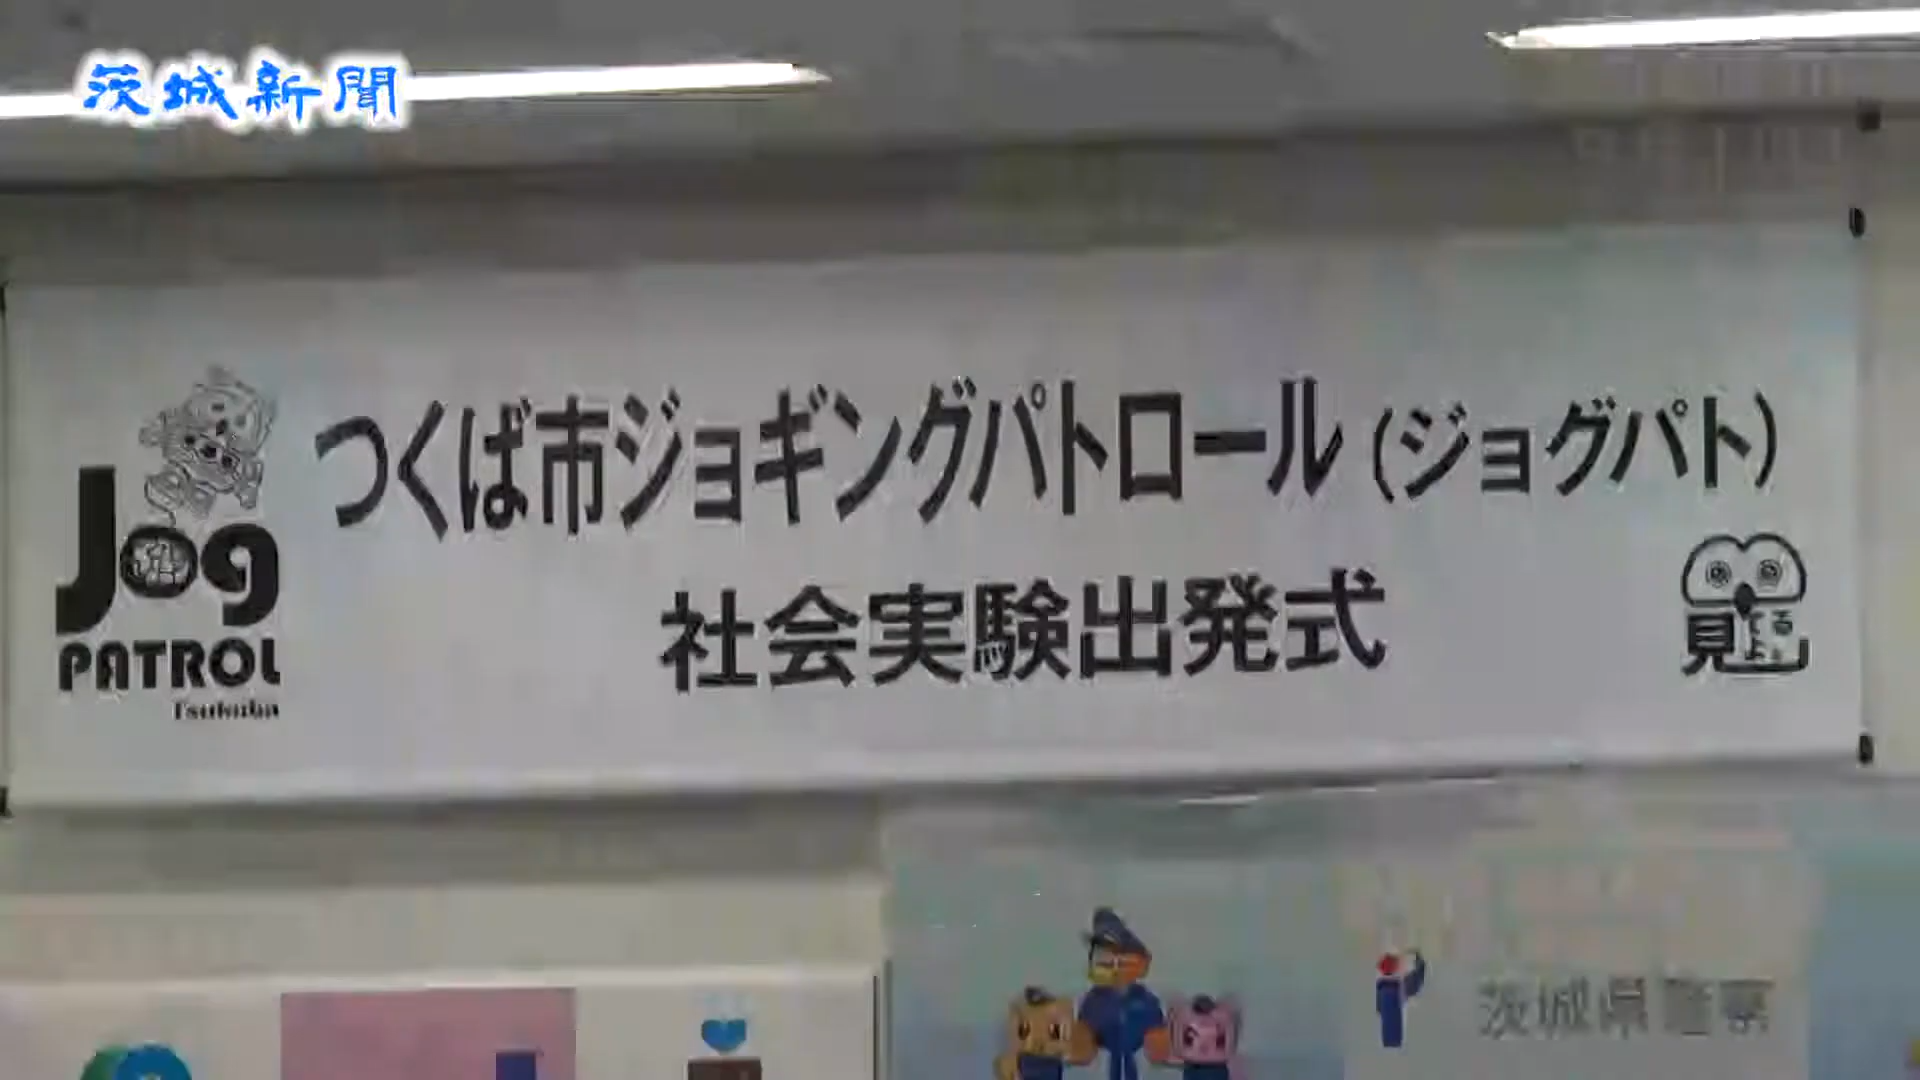 茨城新聞
つくば市ジョギングパトロール(ジョグパト)
社会実験出発式
Jog
PATROL
Tsukuba
見てるよ
茨城県警察